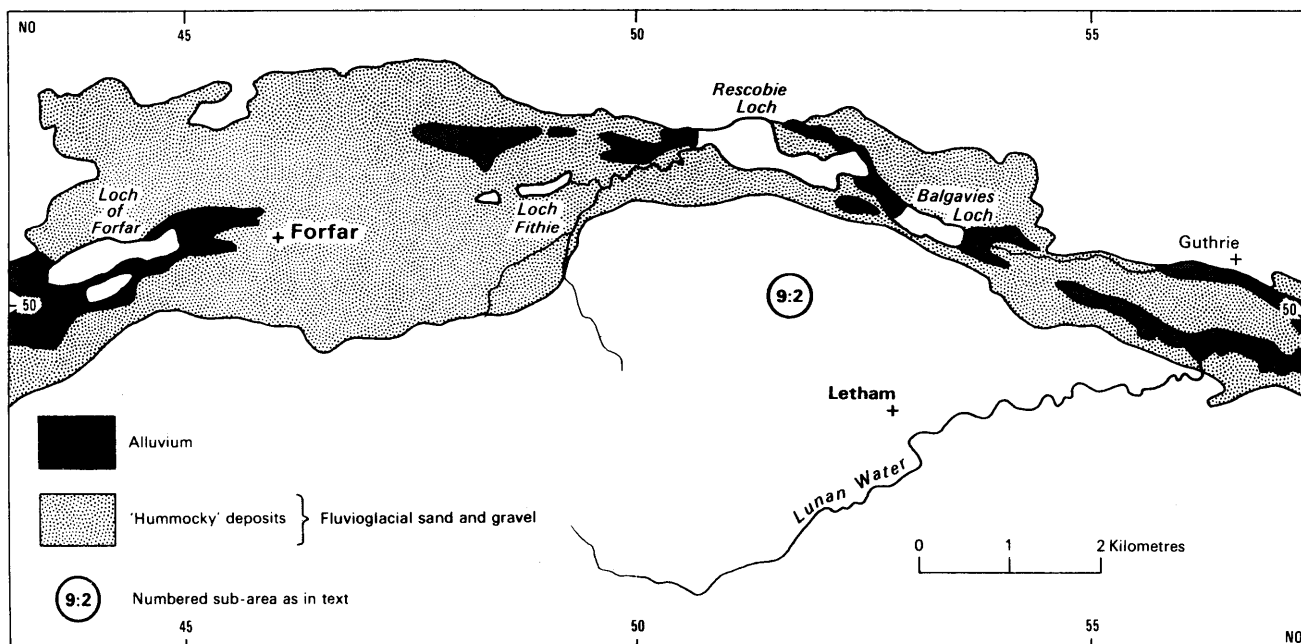 NO 45 50 55
Rescobie
Loch
Loch
of
Forfar
Forfar
Loch
Fithie
Balgavies
Loch
Guthrie
50
9:2
50
Letham
Lunan Water
Alluvium
'Hummocky' deposits } Fluvioglacial sand and gravel
9:2 Numbered sub-area as in text
0 1 2 Kilometres
45 50 55 NO